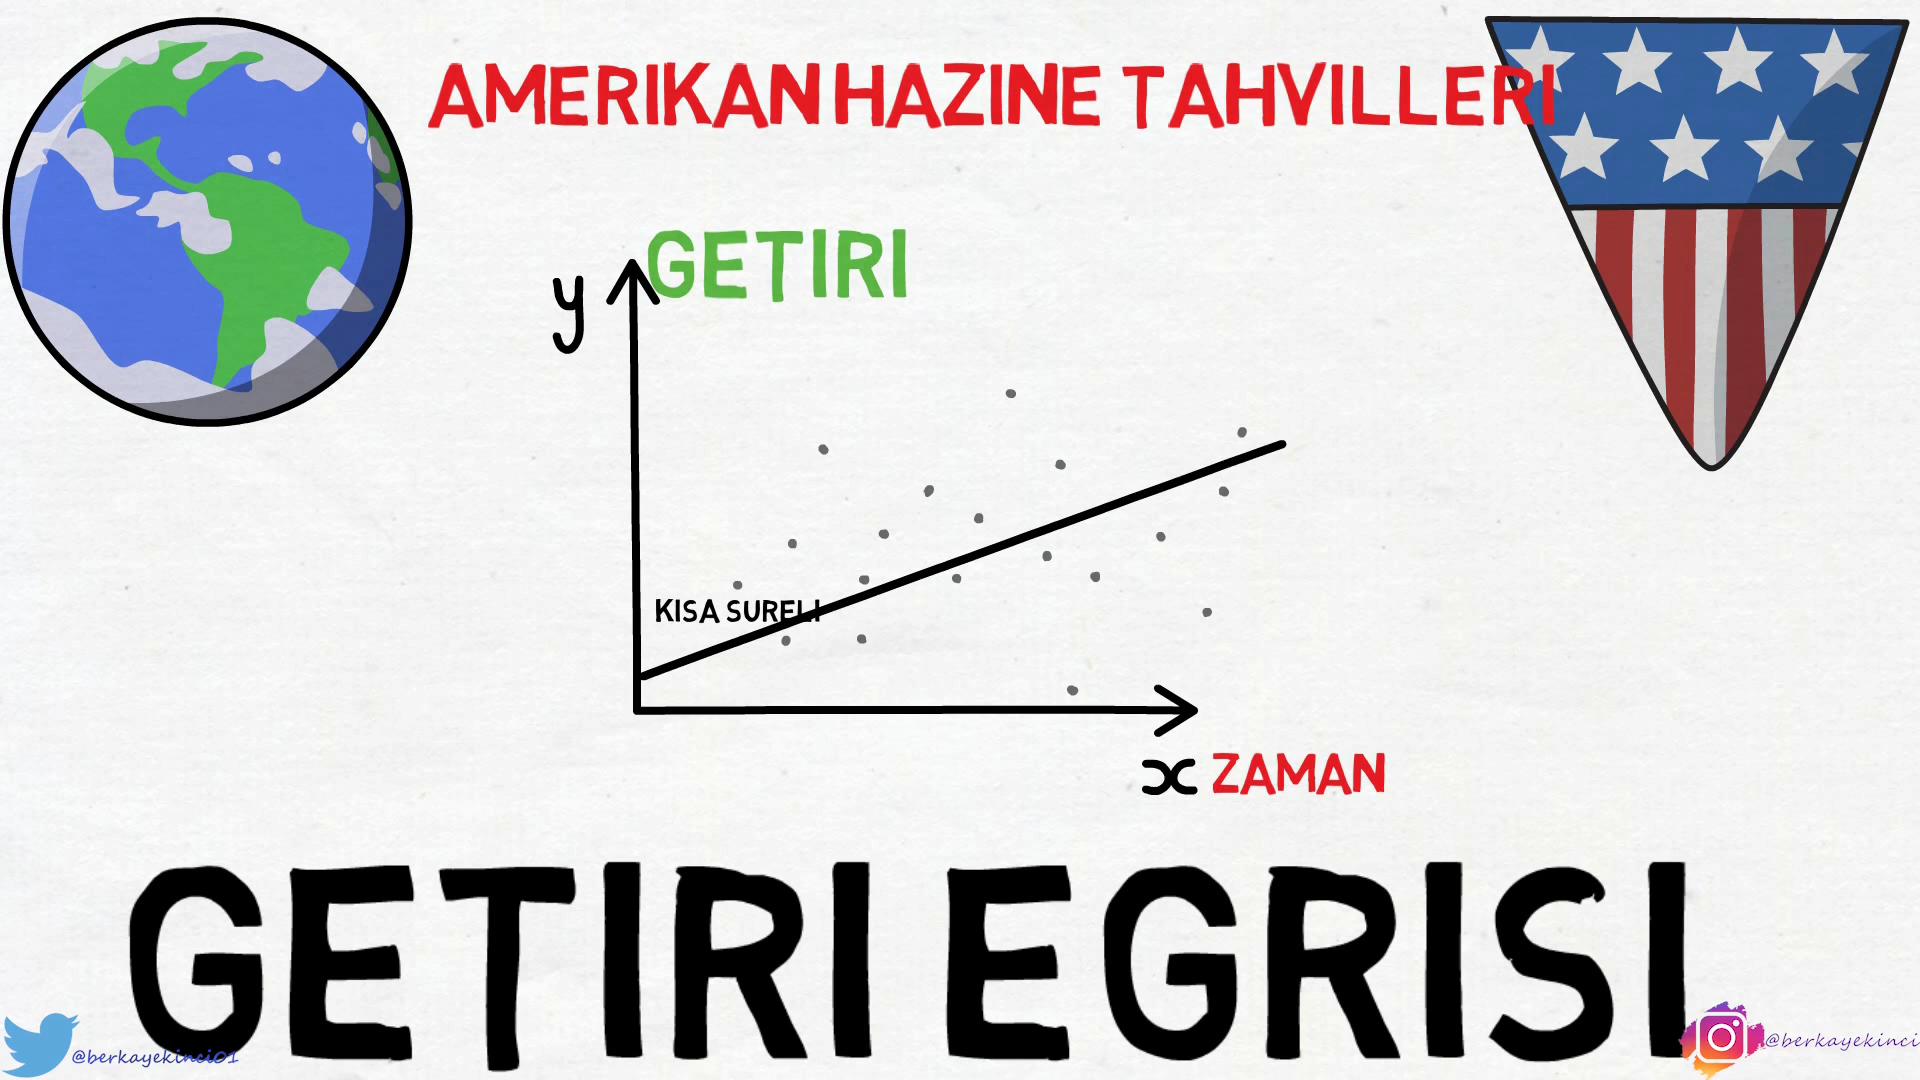 AMERIKAN HAZINE TAHVILLERI
GETIRI
y
KISA SURELI
x ZAMAN
GETIRI EGRISI
@berkayekinci01
@berkayekinci